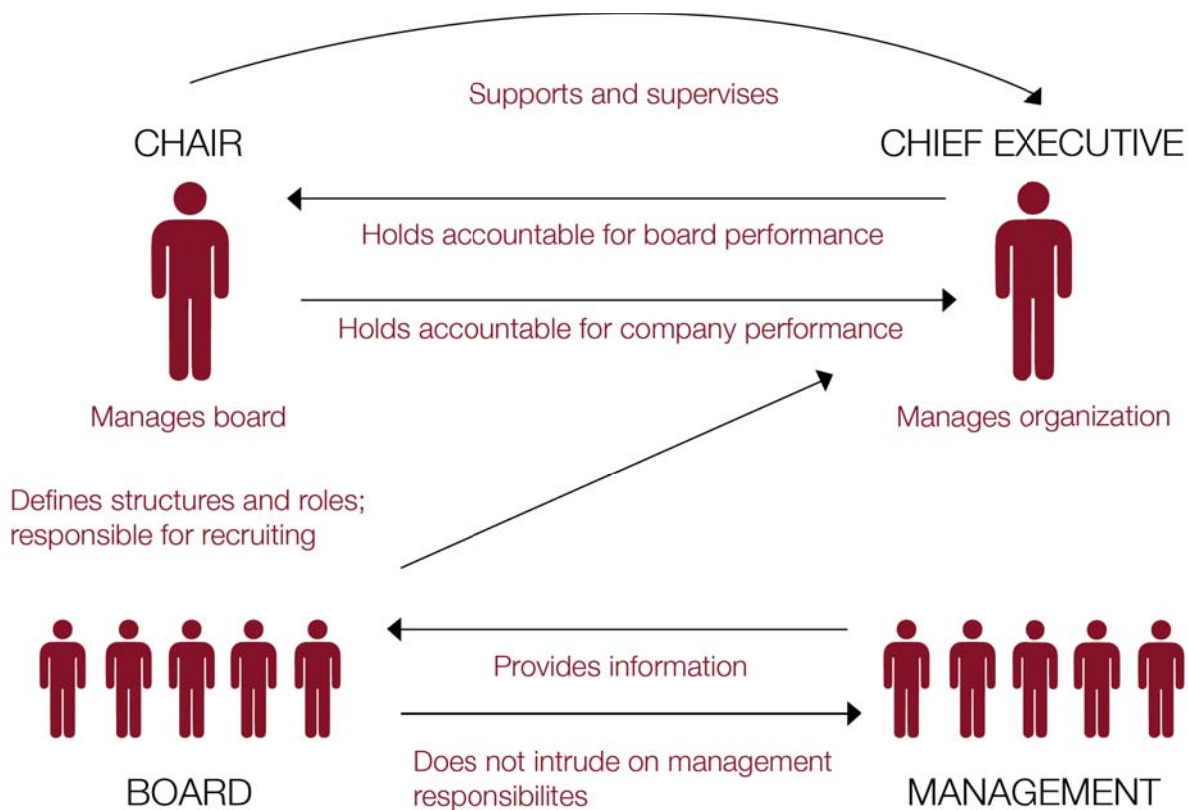 Supports and supervises
CHAIR
CHIEF EXECUTIVE
Holds accountable for board performance
Holds accountable for company performance
Manages board
Manages organization
Defines structures and roles;
responsible for recruiting
Provides information
Does not intrude on management
responsibilites
BOARD
MANAGEMENT